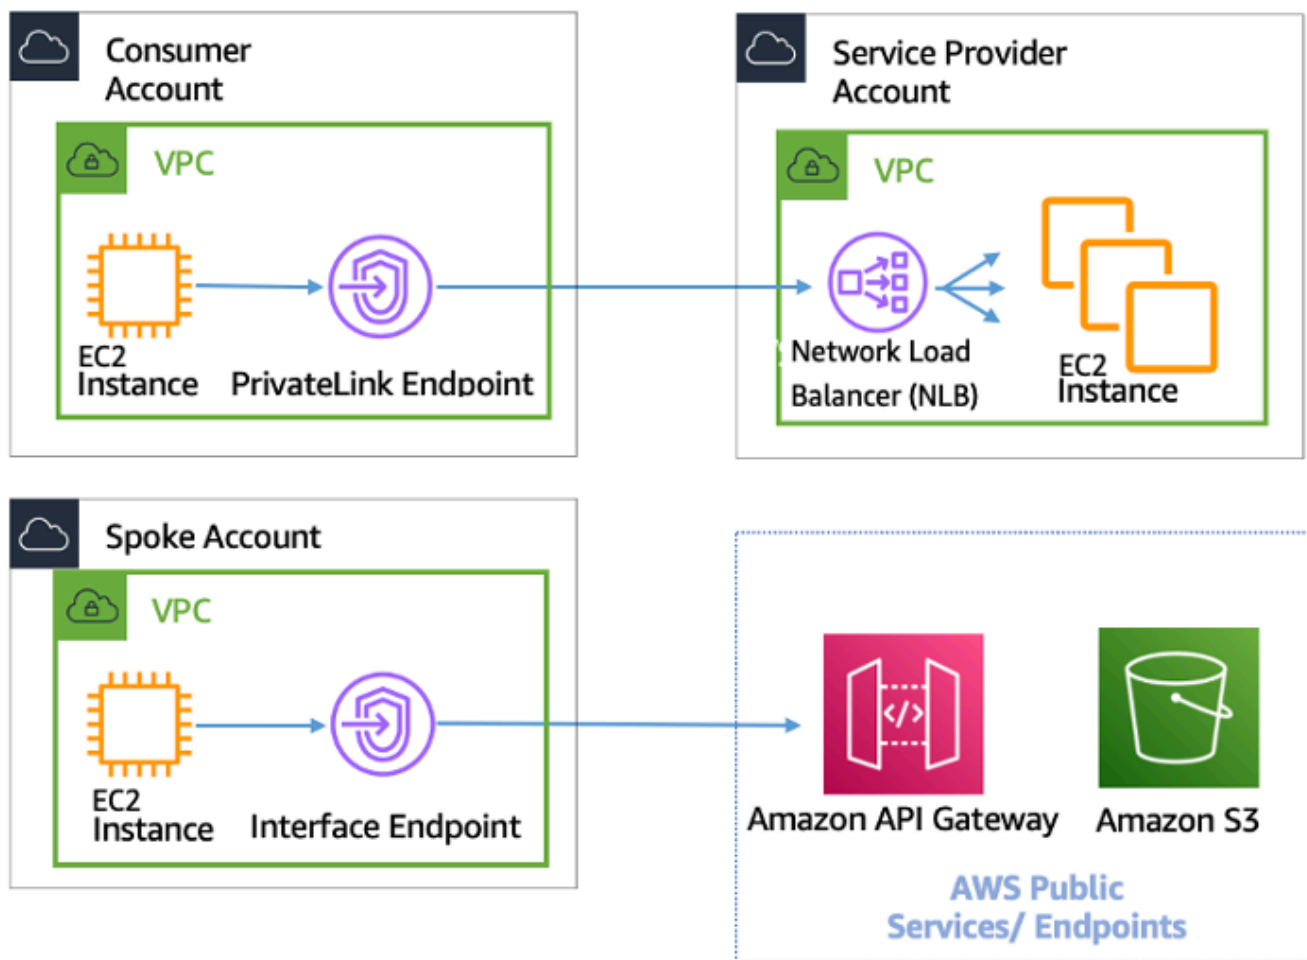 Consumer
Account
VPC
EC2
Instance
PrivateLink Endpoint
Service Provider
Account
VPC
Network Load
Balancer (NLB)
EC2
Instance
Spoke Account
VPC
EC2
Instance
Interface Endpoint
</>
Amazon API Gateway
Amazon S3
AWS Public
Services/ Endpoints